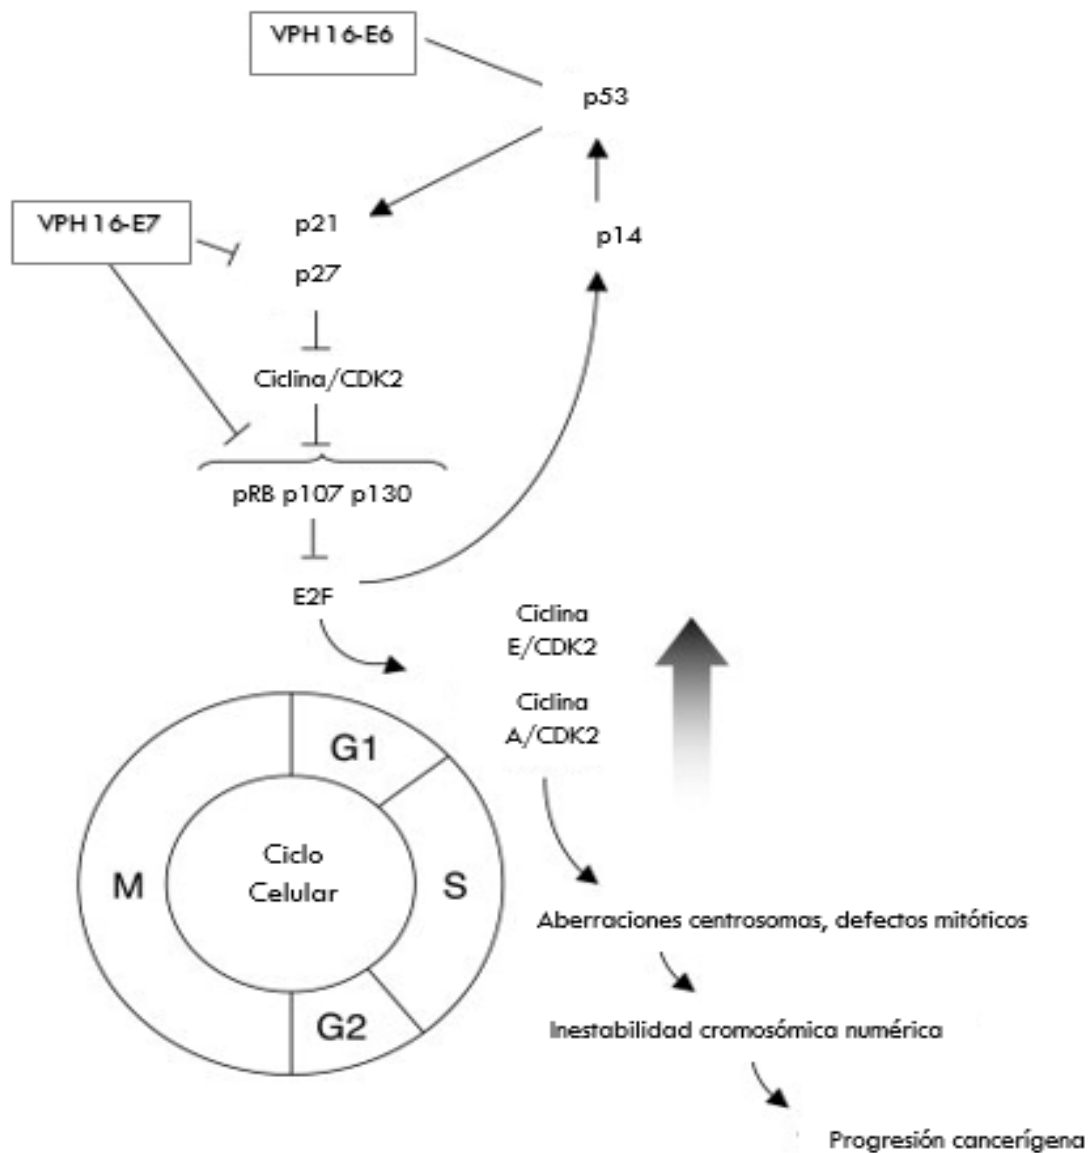 VPH 16-E6
p53
VPH 16-E7
p21
p14
p27
Ciclina/CDK2
pRB p107 p130
E2F
Ciclina
E/CDK2
Ciclina
A/CDK2
G1
Ciclo
Celular
M
S
G2
Aberraciones centrosomas, defectos mitóticos
Inestabilidad cromosómica numérica
Progresión cancerígena